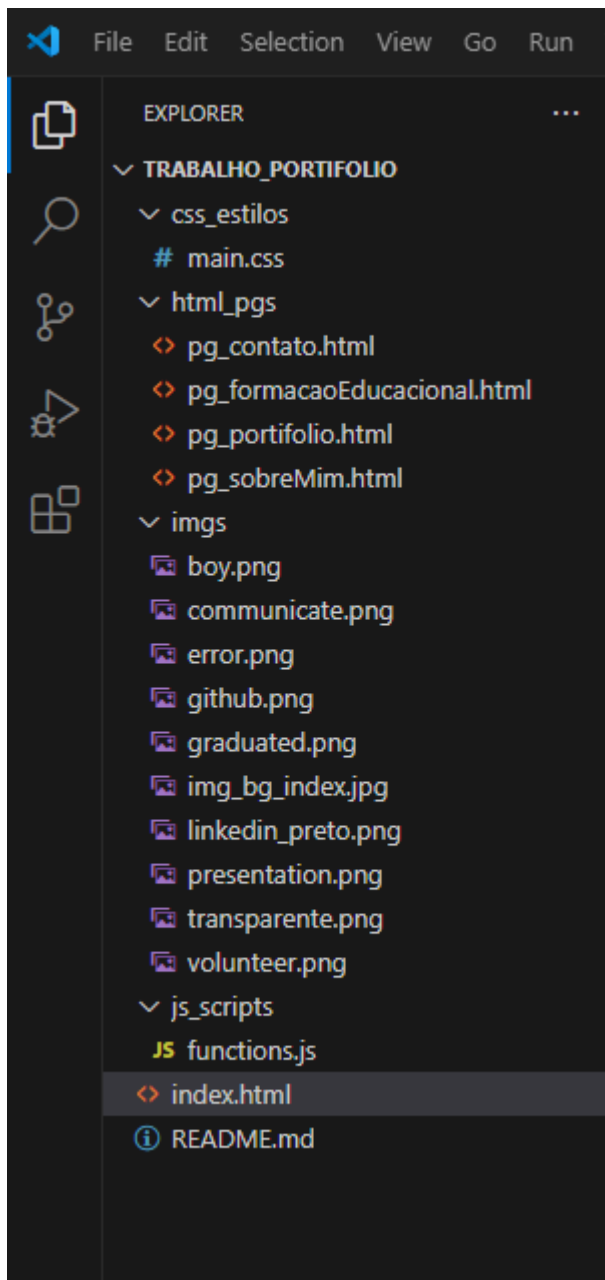 File Edit Selection View Go Run
EXPLORER ...
TRABALHO_PORTIFOLIO
css_estilos
# main.css
html_pgs
<> pg_contato.html
<> pg_formacaoEducacional.html
<> pg_portifolio.html
<> pg_sobreMim.html
imgs
boy.png
communicate.png
error.png
github.png
graduated.png
img_bg_index.jpg
linkedin_preto.png
presentation.png
transparente.png
volunteer.png
js_scripts
JS functions.js
<> index.html
README.md